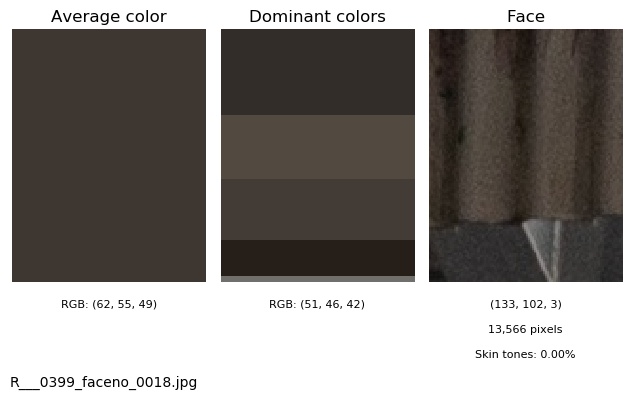 Average color
Dominant colors
Face
RGB: (62, 55, 49)
RGB: (51, 46, 42)
(133, 102, 3)
13,566 pixels
Skin tones: 0.00%
R___0399_faceno_0018.jpg